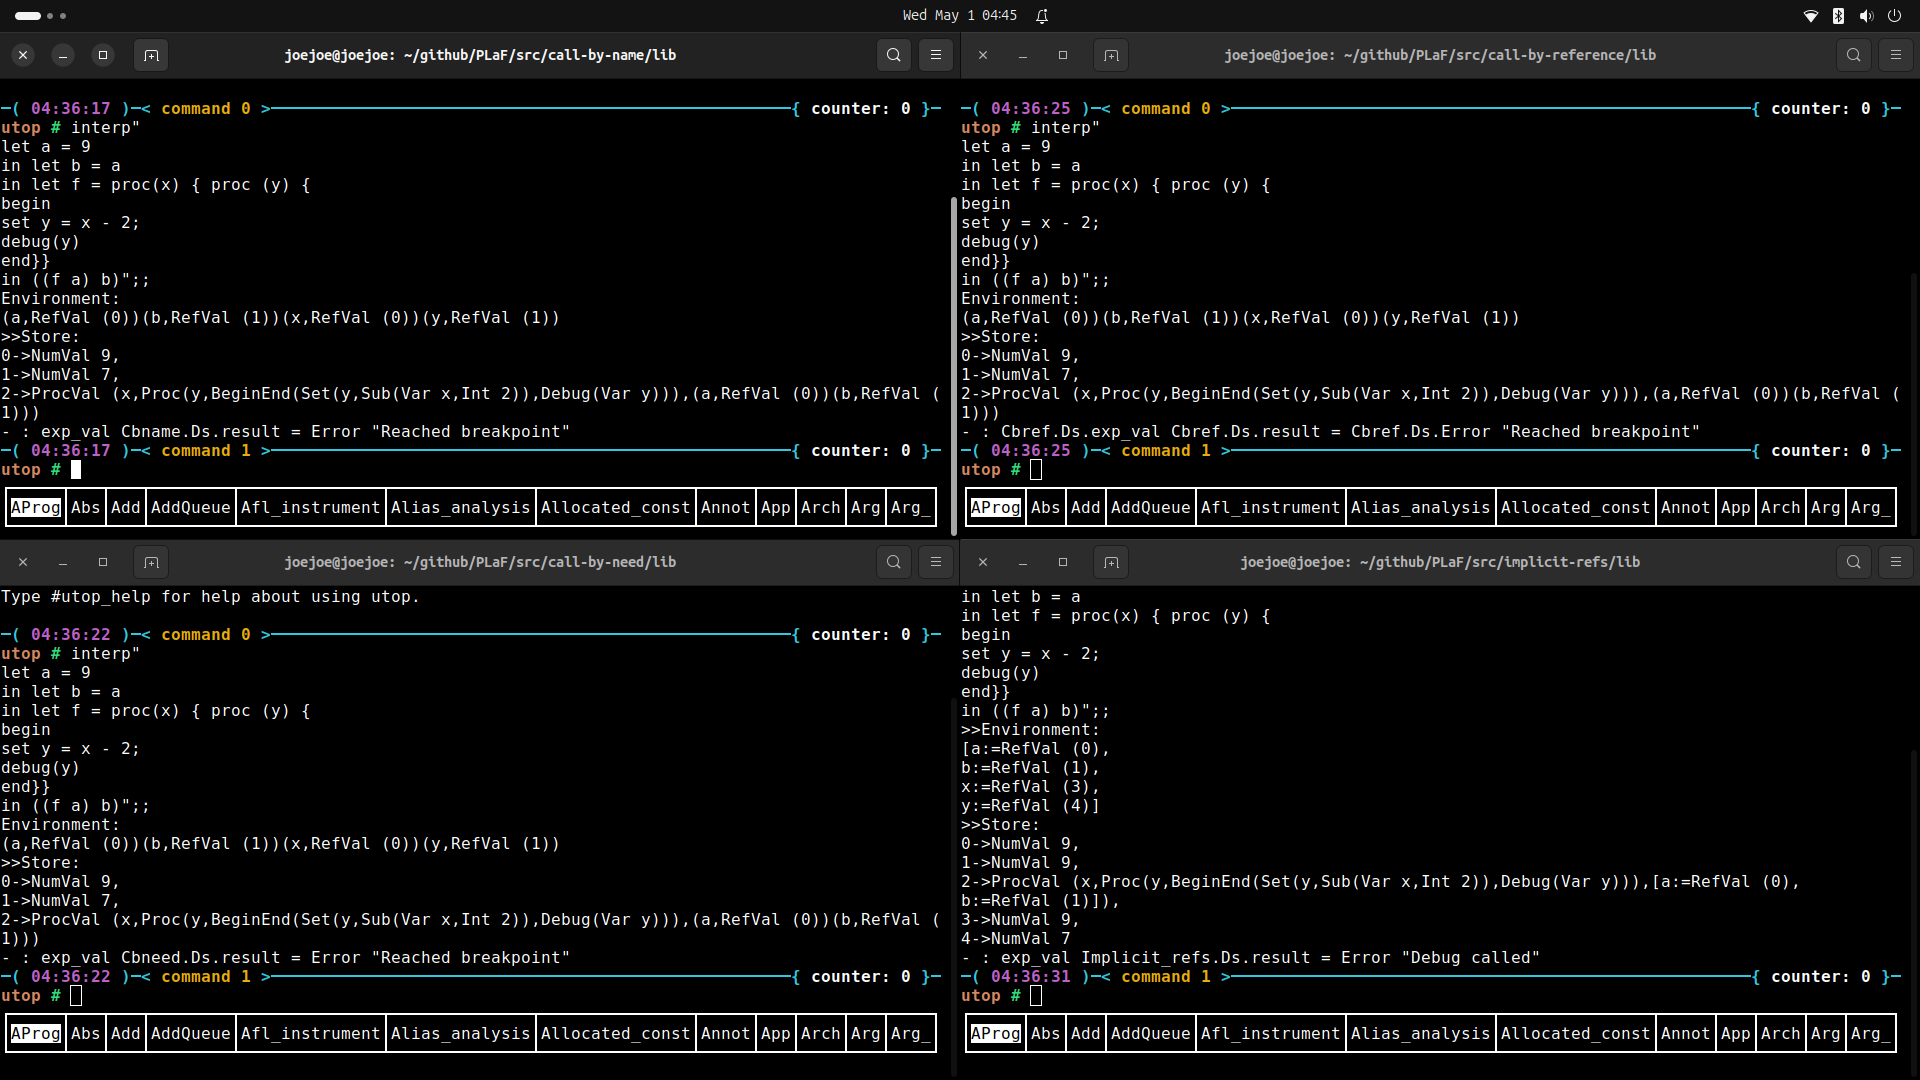 Wed May 1 04:45
joejoe@joejoe: ~/github/PLaF/src/call-by-name/lib
─( 04:36:17 )─< command 0 >──────────{ counter: 0 }─
utop # interp"
let a = 9
in let b = a
in let f = proc(x) { proc (y) {
begin
set y = x - 2;
debug(y)
end}}
in ((f a) b)";;
Environment:
(a,RefVal (0))(b,RefVal (1))(x,RefVal (0))(y,RefVal (1))
>>Store:
0->NumVal 9,
1->NumVal 7,
2->ProcVal (x,Proc(y,BeginEnd(Set(y,Sub(Var x,Int 2)),Debug(Var y))),(a,RefVal (0))(b,RefVal (
1)))
- : exp_val Cbname.Ds.result = Error "Reached breakpoint"
─( 04:36:17 )─< command 1 >──────────{ counter: 0 }─
utop #
AProg│Abs│Add│AddQueue│Afl_instrument│Alias_analysis│Allocated_const│Annot│App│Arch│Arg│Arg_
joejoe@joejoe: ~/github/PLaF/src/call-by-reference/lib
─( 04:36:25 )─< command 0 >──────────{ counter: 0 }─
utop # interp"
let a = 9
in let b = a
in let f = proc(x) { proc (y) {
begin
set y = x - 2;
debug(y)
end}}
in ((f a) b)";;
Environment:
(a,RefVal (0))(b,RefVal (1))(x,RefVal (0))(y,RefVal (1))
>>Store:
0->NumVal 9,
1->NumVal 7,
2->ProcVal (x,Proc(y,BeginEnd(Set(y,Sub(Var x,Int 2)),Debug(Var y))),(a,RefVal (0))(b,RefVal (
1)))
- : Cbref.Ds.exp_val Cbref.Ds.result = Cbref.Ds.Error "Reached breakpoint"
─( 04:36:25 )─< command 1 >──────────{ counter: 0 }─
utop #
AProg│Abs│Add│AddQueue│Afl_instrument│Alias_analysis│Allocated_const│Annot│App│Arch│Arg│Arg_
joejoe@joejoe: ~/github/PLaF/src/call-by-need/lib
Type #utop_help for help about using utop.
─( 04:36:22 )─< command 0 >──────────{ counter: 0 }─
utop # interp"
let a = 9
in let b = a
in let f = proc(x) { proc (y) {
begin
set y = x - 2;
debug(y)
end}}
in ((f a) b)";;
Environment:
(a,RefVal (0))(b,RefVal (1))(x,RefVal (0))(y,RefVal (1))
>>Store:
0->NumVal 9,
1->NumVal 7,
2->ProcVal (x,Proc(y,BeginEnd(Set(y,Sub(Var x,Int 2)),Debug(Var y))),(a,RefVal (0))(b,RefVal (
1)))
- : exp_val Cbneed.Ds.result = Error "Reached breakpoint"
─( 04:36:22 )─< command 1 >──────────{ counter: 0 }─
utop #
AProg│Abs│Add│AddQueue│Afl_instrument│Alias_analysis│Allocated_const│Annot│App│Arch│Arg│Arg_
joejoe@joejoe: ~/github/PLaF/src/implicit-refs/lib
in let b = a
in let f = proc(x) { proc (y) {
begin
set y = x - 2;
debug(y)
end}}
in ((f a) b)";;
>>Environment:
[a:=RefVal (0),
b:=RefVal (1),
x:=RefVal (3),
y:=RefVal (4)]
>>Store:
0->NumVal 9,
1->NumVal 9,
2->ProcVal (x,Proc(y,BeginEnd(Set(y,Sub(Var x,Int 2)),Debug(Var y))),[a:=RefVal (0),
b:=RefVal (1)]),
3->NumVal 9,
4->NumVal 7
- : exp_val Implicit_refs.Ds.result = Error "Debug called"
─( 04:36:31 )─< command 1 >──────────{ counter: 0 }─
utop #
AProg│Abs│Add│AddQueue│Afl_instrument│Alias_analysis│Allocated_const│Annot│App│Arch│Arg│Arg_